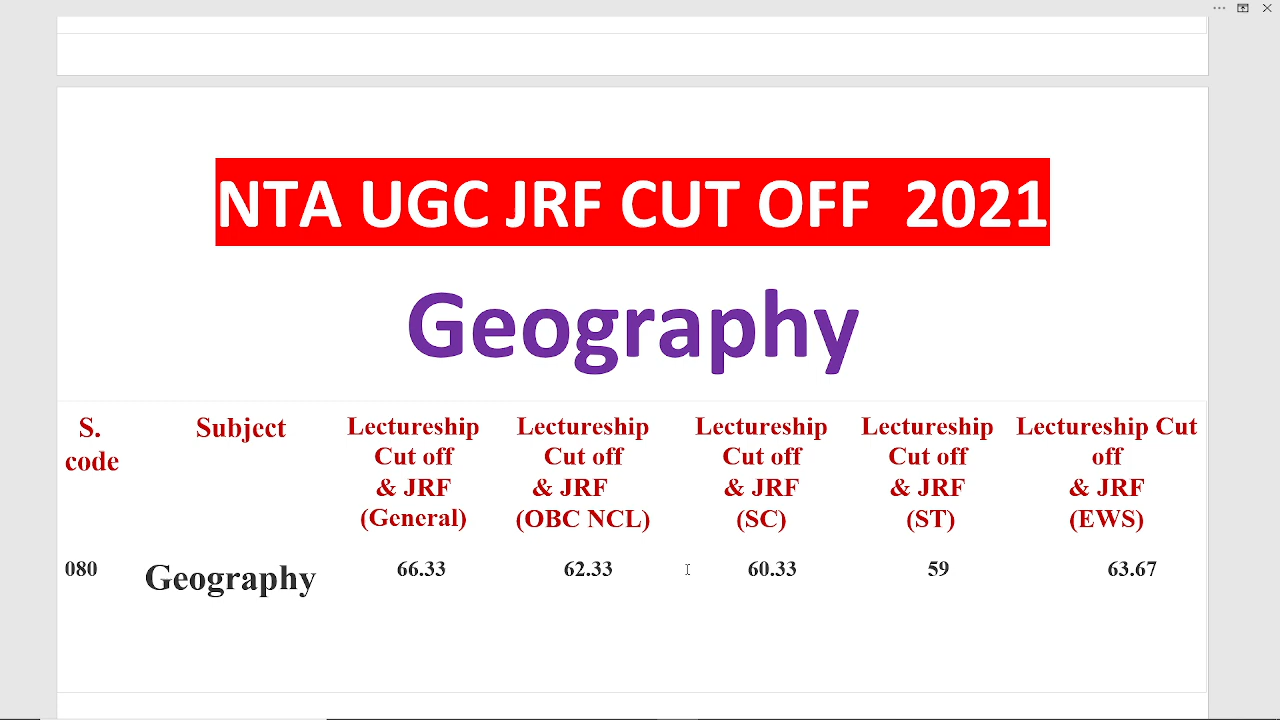 NTA UGC JRF CUT OFF 2021
Geography
S. code
Subject
Lectureship Cut off & JRF (General)
Lectureship Cut off & JRF (OBC NCL)
Lectureship Cut off & JRF (SC)
Lectureship Cut off & JRF (ST)
Lectureship Cut off & JRF (EWS)
080 Geography 66.33 62.33 60.33 59 63.67